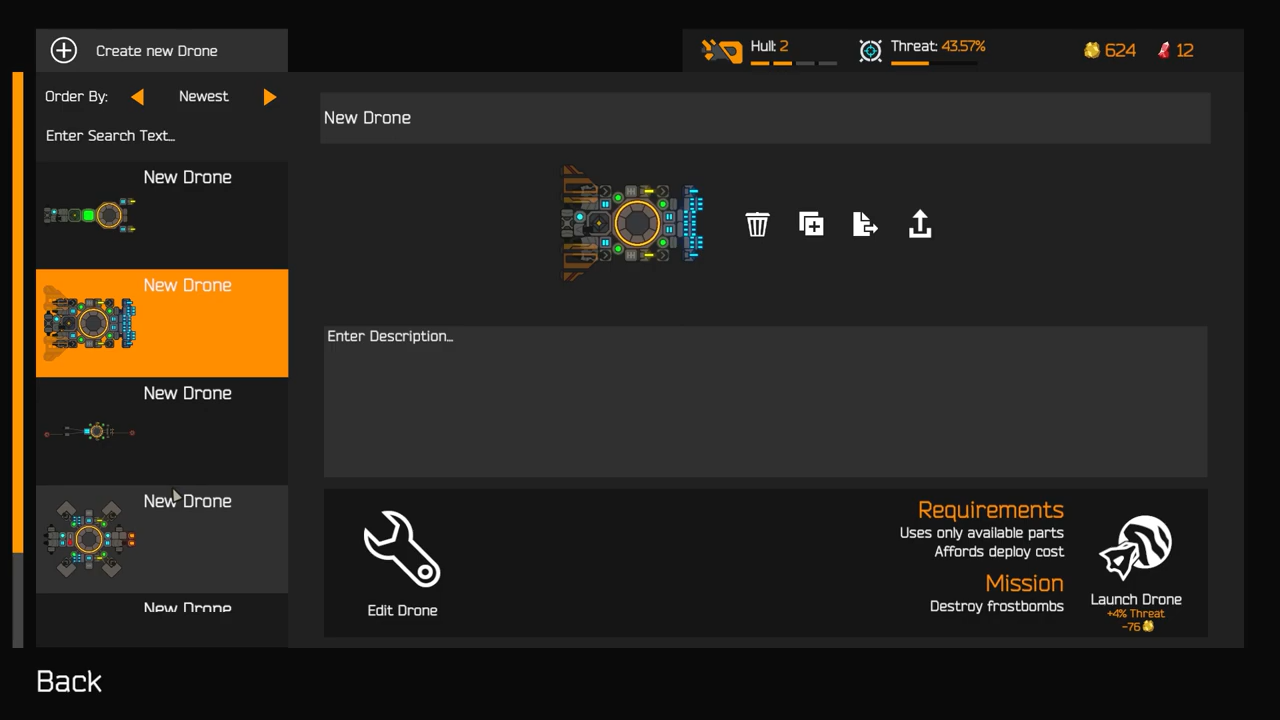 Create new Drone
Hull: 2
Threat: 43.57%
624
12
Order By:
Newest
Enter Search Text...
New Drone
New Drone
New Drone
New Drone
New Drone
New Drone
Enter Description...
Edit Drone
Requirements
Uses only available parts
Affords deploy cost
Mission
Destroy frostbombs
Launch Drone
+4% Threat
-76
Back